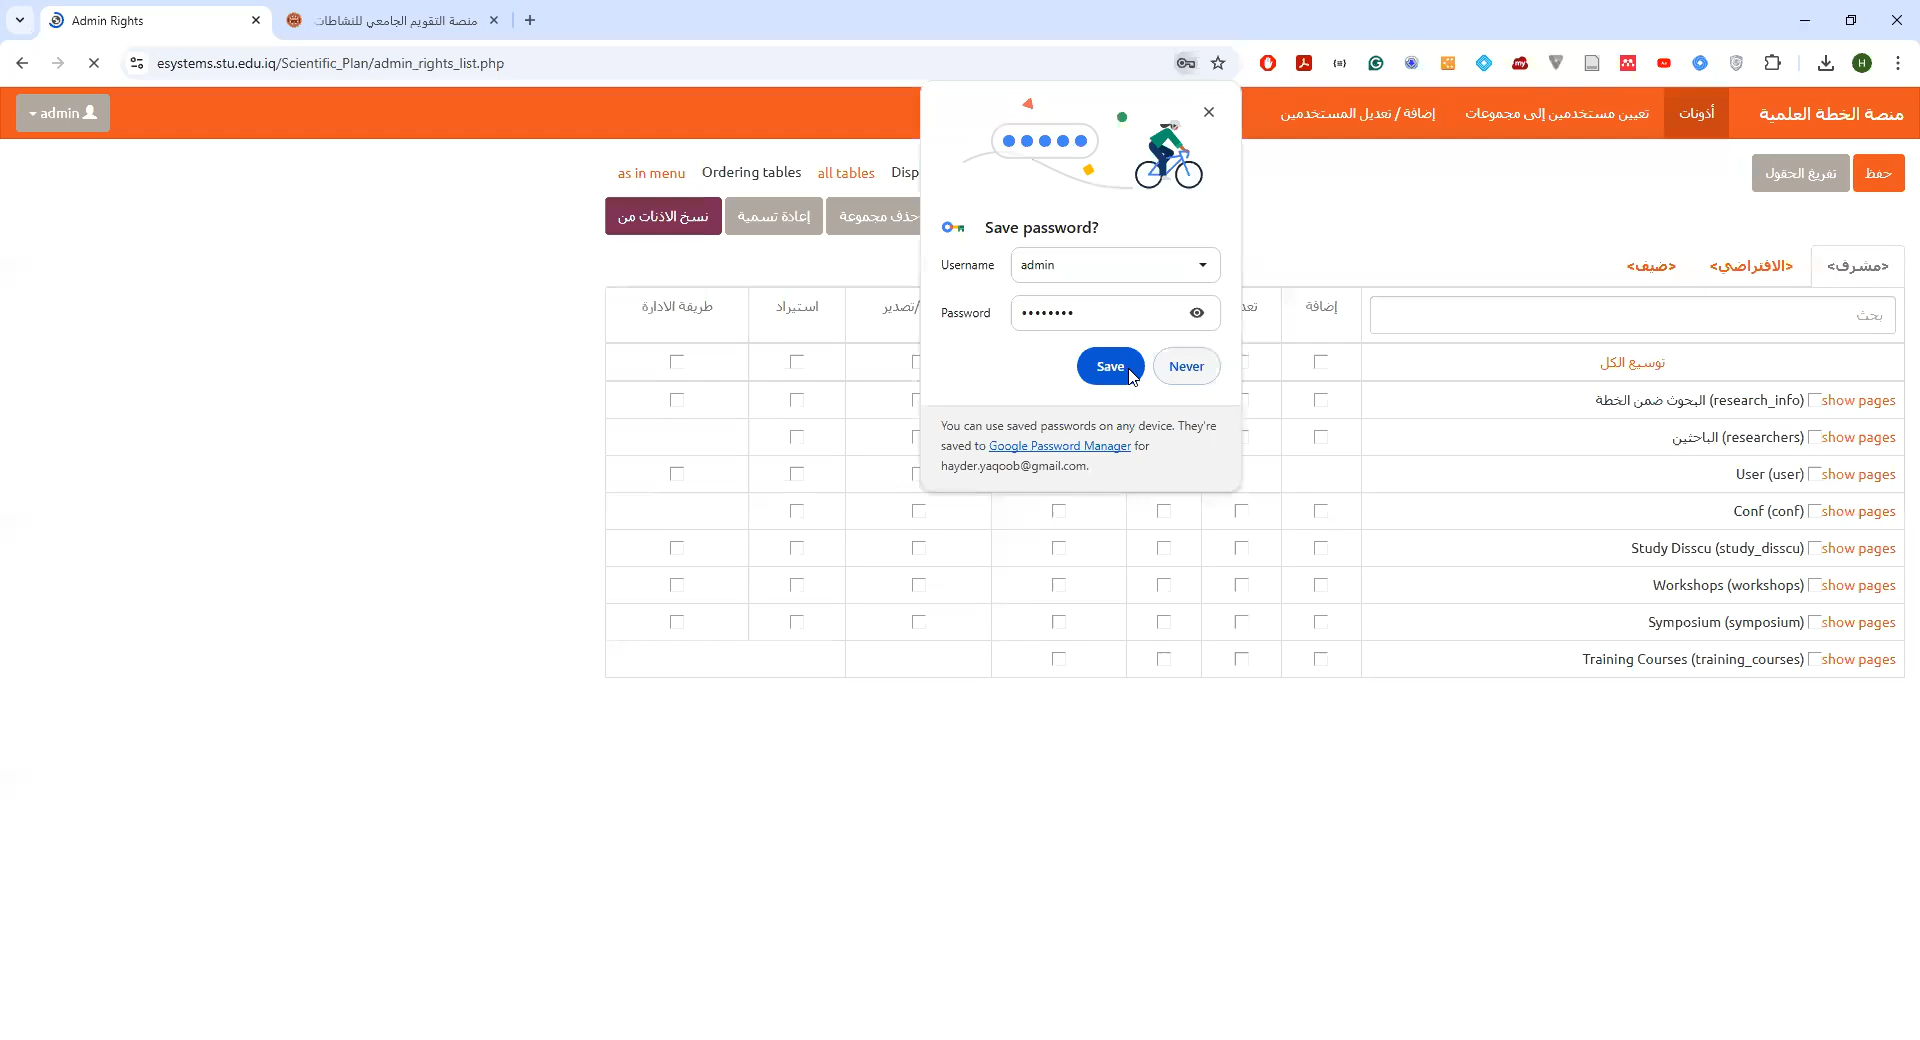 Admin Rights
منصة التقويم الجامعي للنشاطات
esystems.stu.edu.iq/Scientific_Plan/admin_rights_list.php
منصة الخطة العلمية
أذونات
تعيين مستخدمين إلى مجموعات
إضافة / تعديل المستخدمين
admin
حفظ
تفريغ الحقول
as in menu
Ordering tables
all tables
Disp
نسخ الاذنات من
إعادة تسمية
حذف مجموعة
<مشرف>
<الافتراضي>
<ضيف>
بحث
إضافة
تعد
/تصدير
استيراد
طريقة الادارة
توسيع الكل
البحوث ضمن الخطة (research_info) show pages
الباحثين (researchers) show pages
User (user) show pages
Conf (conf) show pages
Study Disscu (study_disscu) show pages
Workshops (workshops) show pages
Symposium (symposium) show pages
Training Courses (training_courses) show pages
Save password?
Username
admin
Password
Save
Never
You can use saved passwords on any device. They're
saved to Google Password Manager for
hayder.yaqoob@gmail.com.
H